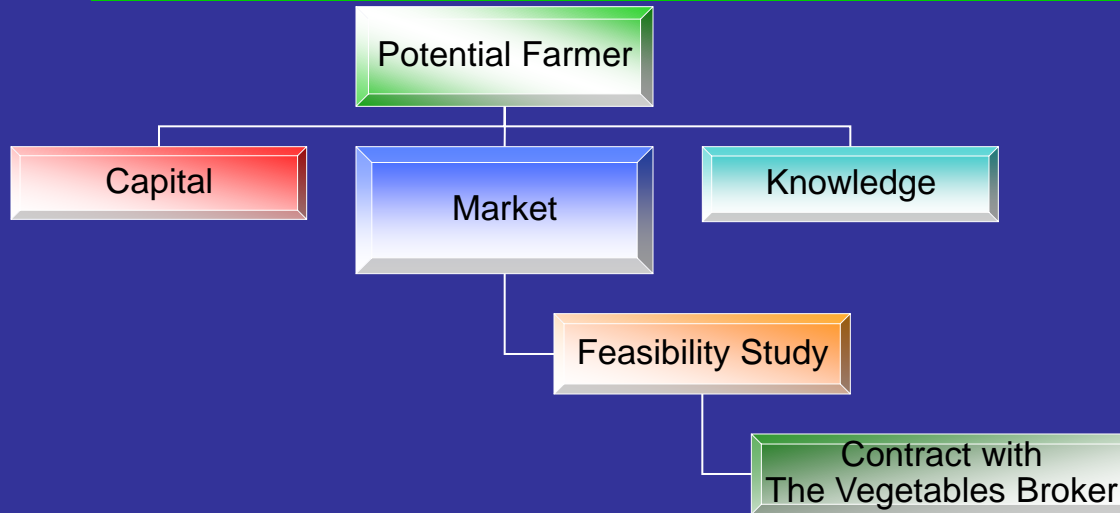 Potential Farmer
Capital
Market
Knowledge
Feasibility Study
Contract with
The Vegetables Broker